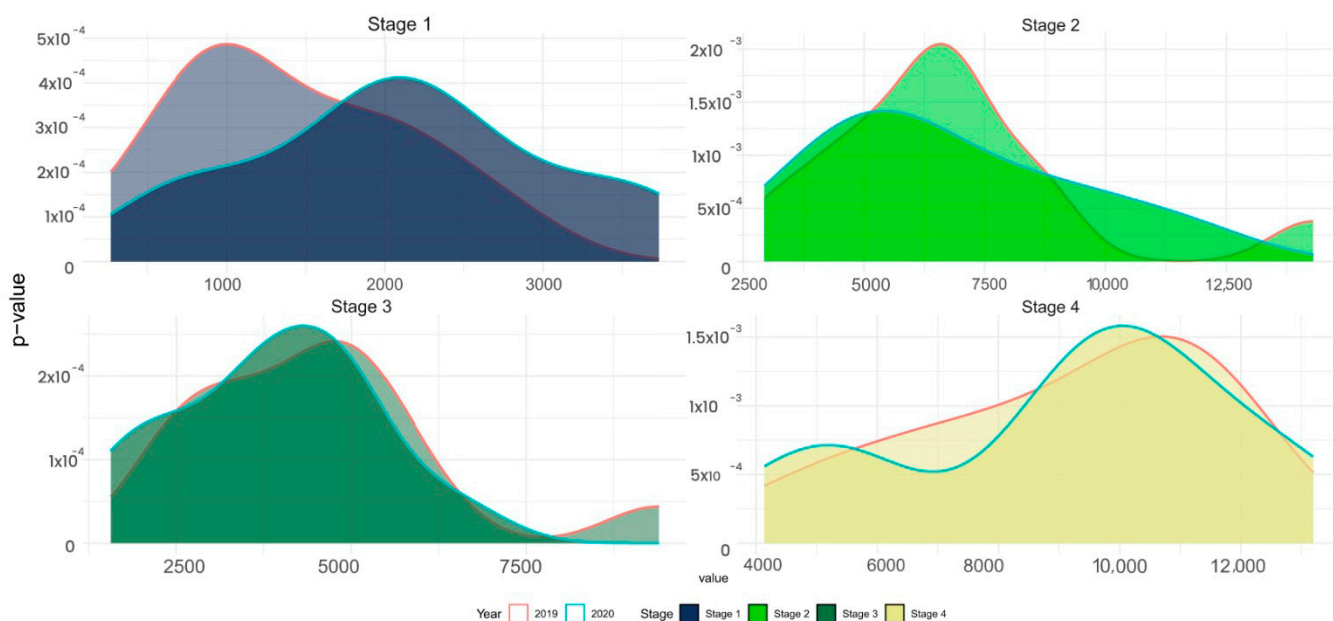 Stage 1
5x10 -4
4x10 -4
3x10 -4
2x10 -4
1x10 -4
0
1000 2000 3000
Stage 2
2x10 -3
1.5x10 -3
1x10 -3
5x10 -4
0
2500 5000 7500 10,000 12,500
p-value
Stage 3
2x10 -4
1x10 -4
0
2500 5000 7500
Stage 4
1.5x10 -3
1x10 -3
5x10 -4
0
4000 6000 8000 10,000 12,000
value
Year 2019 2020 Stage Stage 1 Stage 2 Stage 3 Stage 4